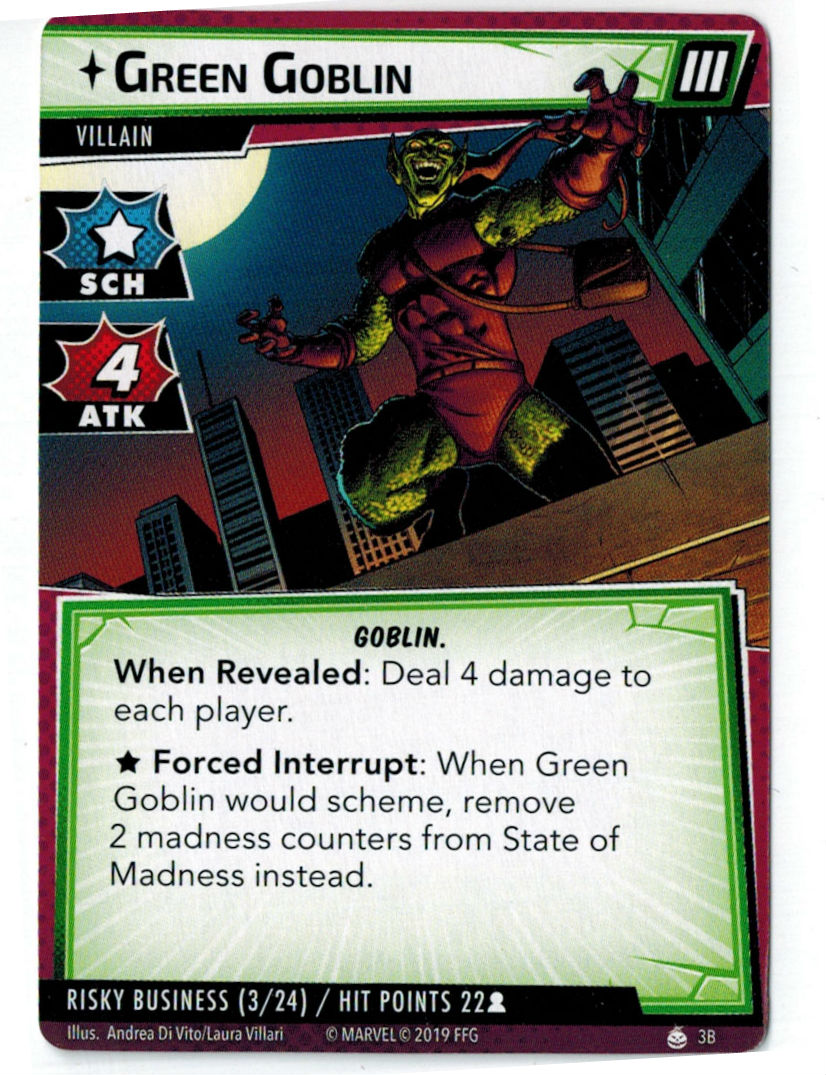 GREEN GOBLIN
III
VILLAIN
SCH
4
ATK
GOBLIN.
When Revealed: Deal 4 damage to
each player.
★ Forced Interrupt: When Green
Goblin would scheme, remove
2 madness counters from State of
Madness instead.
RISKY BUSINESS (3/24) / HIT POINTS 22
Illus. Andrea Di Vito/Laura Villari © MARVEL © 2019 FFG 3B